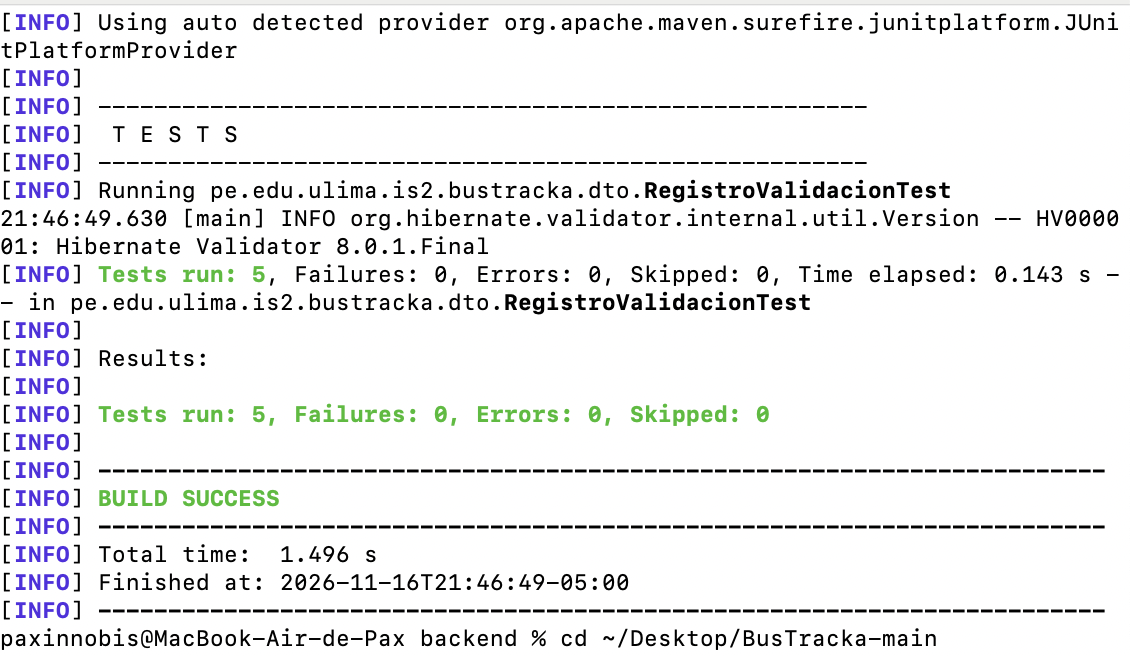 [INFO] Using auto detected provider org.apache.maven.surefire.junitplatform.JUni
tPlatformProvider
[INFO]
[INFO] -------------------------------------------------------
[INFO]  T E S T S
[INFO] -------------------------------------------------------
[INFO] Running pe.edu.ulima.is2.bustracka.dto.RegistroValidacionTest
21:46:49.630 [main] INFO org.hibernate.validator.internal.util.Version -- HV0000
01: Hibernate Validator 8.0.1.Final
[INFO] Tests run: 5, Failures: 0, Errors: 0, Skipped: 0, Time elapsed: 0.143 s -
- in pe.edu.ulima.is2.bustracka.dto.RegistroValidacionTest
[INFO]
[INFO] Results:
[INFO]
[INFO] Tests run: 5, Failures: 0, Errors: 0, Skipped: 0
[INFO]
[INFO] ------------------------------------------------------------------------
[INFO] BUILD SUCCESS
[INFO] ------------------------------------------------------------------------
[INFO] Total time:  1.496 s
[INFO] Finished at: 2026-11-16T21:46:49-05:00
[INFO] ------------------------------------------------------------------------
paxinnobis@MacBook-Air-de-Pax backend % cd ~/Desktop/BusTracka-main